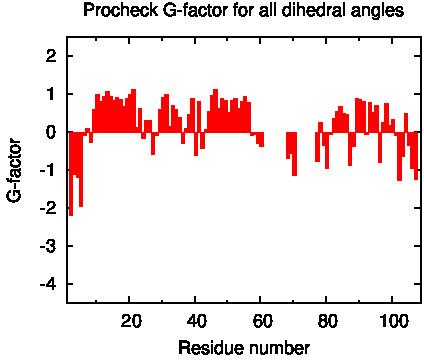 Procheck G-factor for all dihedral angles
2
1
0
-1
-2
-3
-4
G-factor
20 40 60 80 100
Residue number